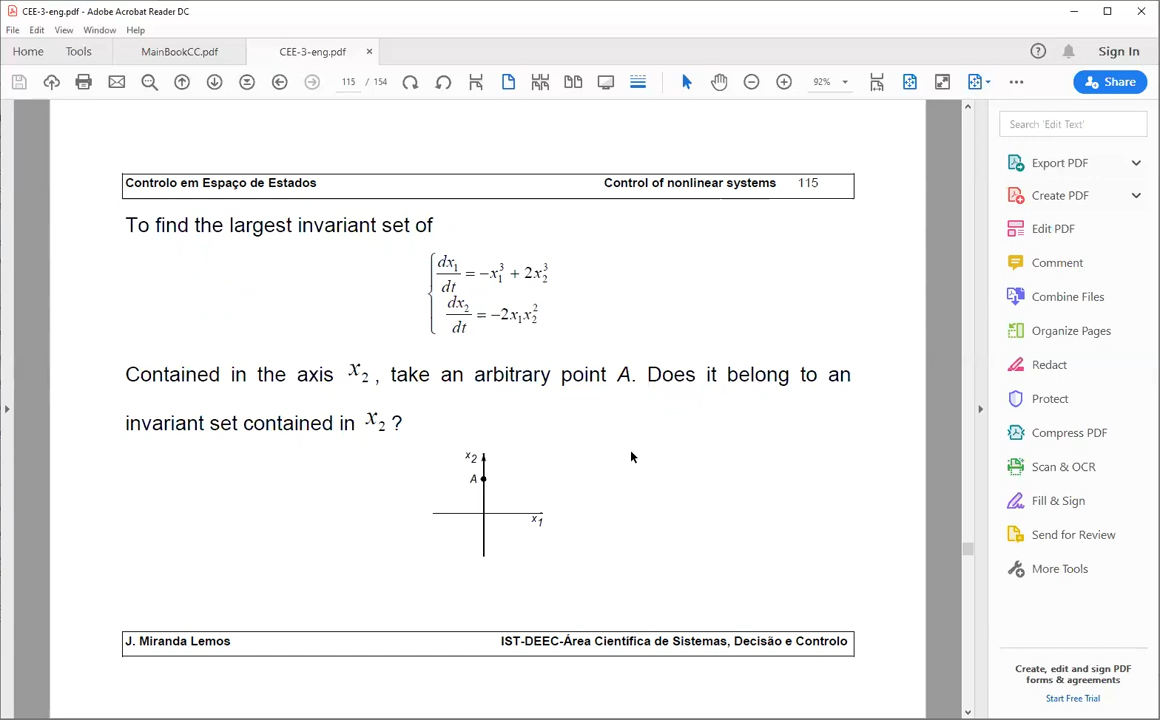 CEE-3-eng.pdf - Adobe Acrobat Reader DC
File Edit View Window Help
Home Tools MainBookCC.pdf CEE-3-eng.pdf × Sign In
115 / 154 92% Share
Search 'Edit Text'
Export PDF
Create PDF
Edit PDF
Comment
Combine Files
Organize Pages
Redact
Protect
Compress PDF
Scan & OCR
Fill & Sign
Send for Review
More Tools
Create, edit and sign PDF
forms & agreements
Start Free Trial
Controlo em Espaço de Estados Control of nonlinear systems 115
To find the largest invariant set of
dx₁/dt = −x₁³ + 2x₂³
dx₂/dt = −2x₁x₂²
Contained in the axis x₂, take an arbitrary point A. Does it belong to an
invariant set contained in x₂ ?
x₂
A
x₁
J. Miranda Lemos IST-DEEC-Área Científica de Sistemas, Decisão e Controlo